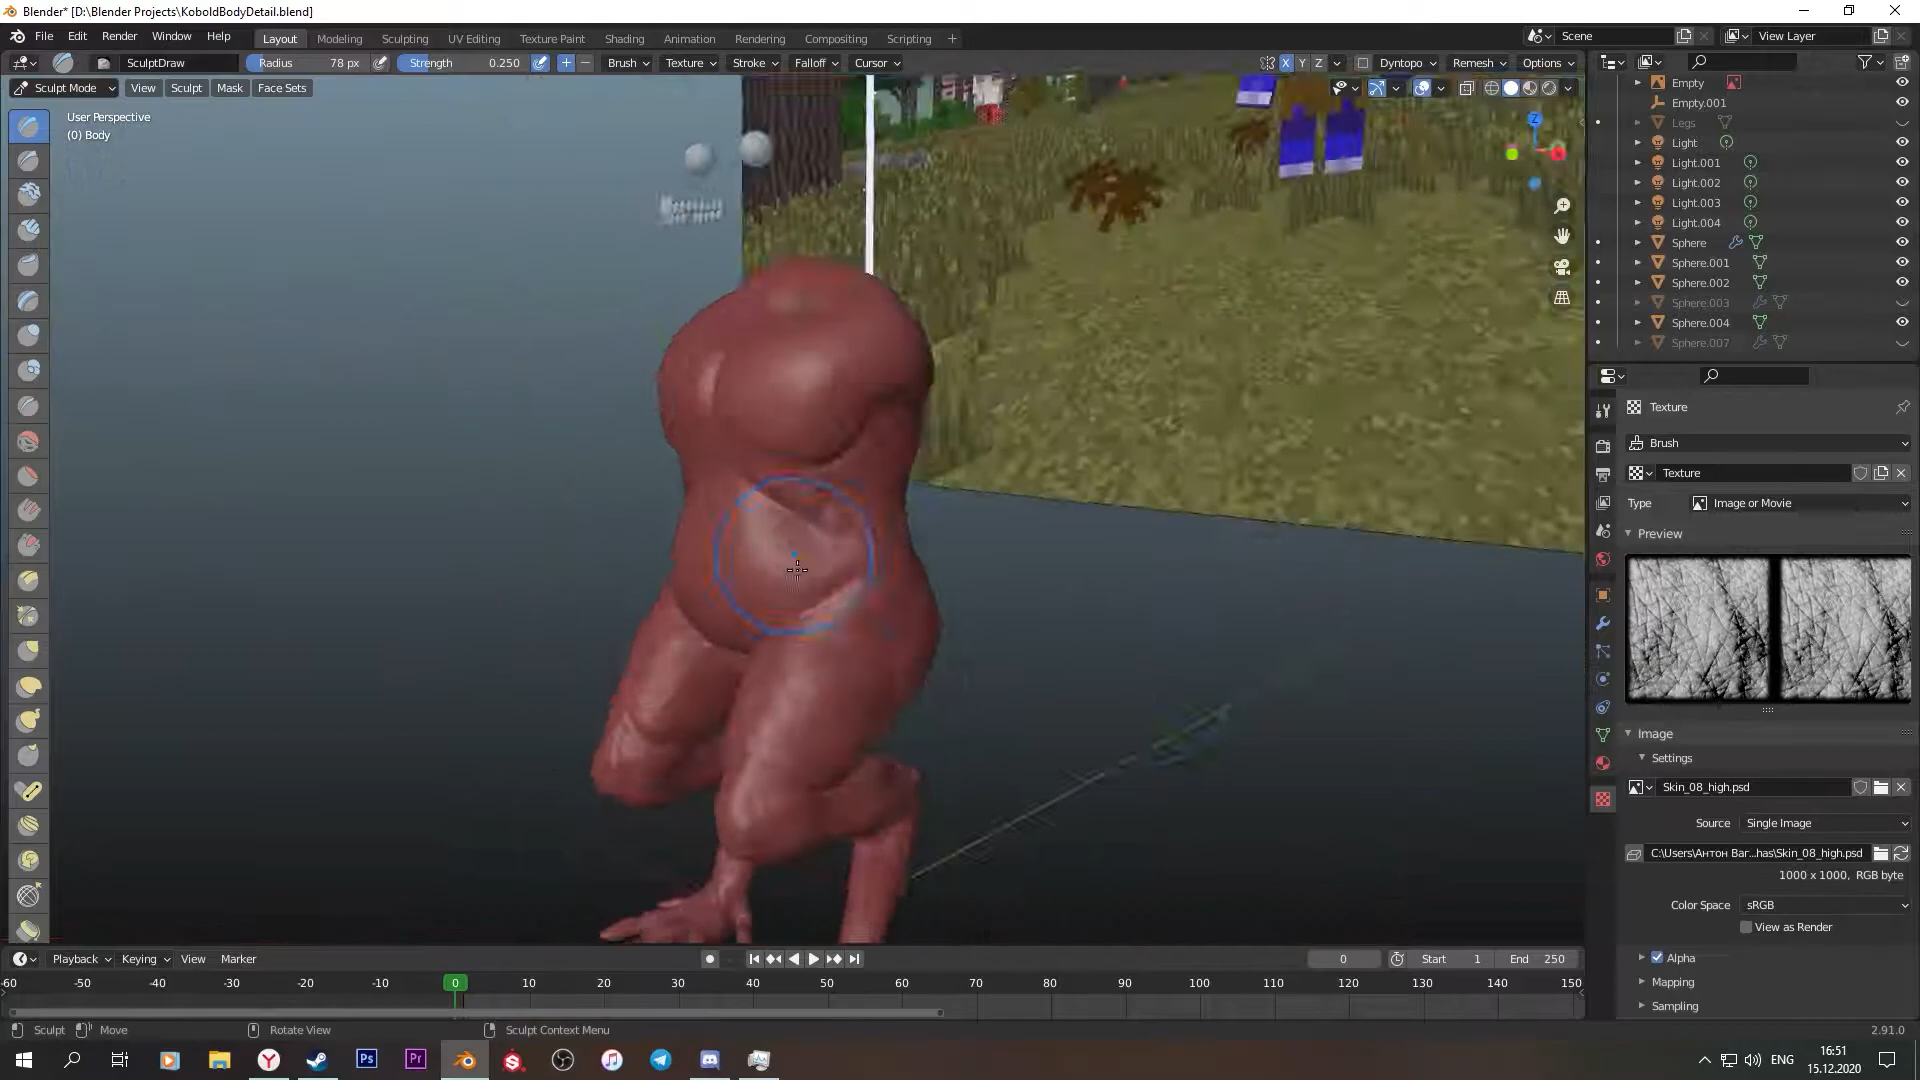 Blender* [D:\Blender Projects\KoboldBodyDetail.blend]
File Edit Render Window Help Layout Modeling Sculpting UV Editing Texture Paint Shading Animation Rendering Compositing Scripting + Scene View Layer
SculptDraw Radius 78 px Strength 0.250 + − Brush Texture Stroke Falloff Cursor X Y Z Dyntopo Remesh Options
Sculpt Mode View Sculpt Mask Face Sets
User Perspective
(0) Body
Z
Empty
Empty.001
Legs
Light
Light.001
Light.002
Light.003
Light.004
Sphere
Sphere.001
Sphere.002
Sphere.003
Sphere.004
Sphere.007
Texture
Brush
Texture
Type Image or Movie
Preview
Image
Settings
Skin_08_high.psd
Source Single Image
C:\Users\Антон Ваг...has\Skin_08_high.psd
1000 x 1000, RGB byte
Color Space sRGB
View as Render
Alpha
Mapping
Sampling
Playback Keying View Marker 0 Start 1 End 250
-60 -50 -40 -30 -20 -10 0 10 20 30 40 50 60 70 80 90 100 110 120 130 140 150
Sculpt Move Rotate View Sculpt Context Menu 2.91.0
Y Ps Pr S ENG 16:51
15.12.2020